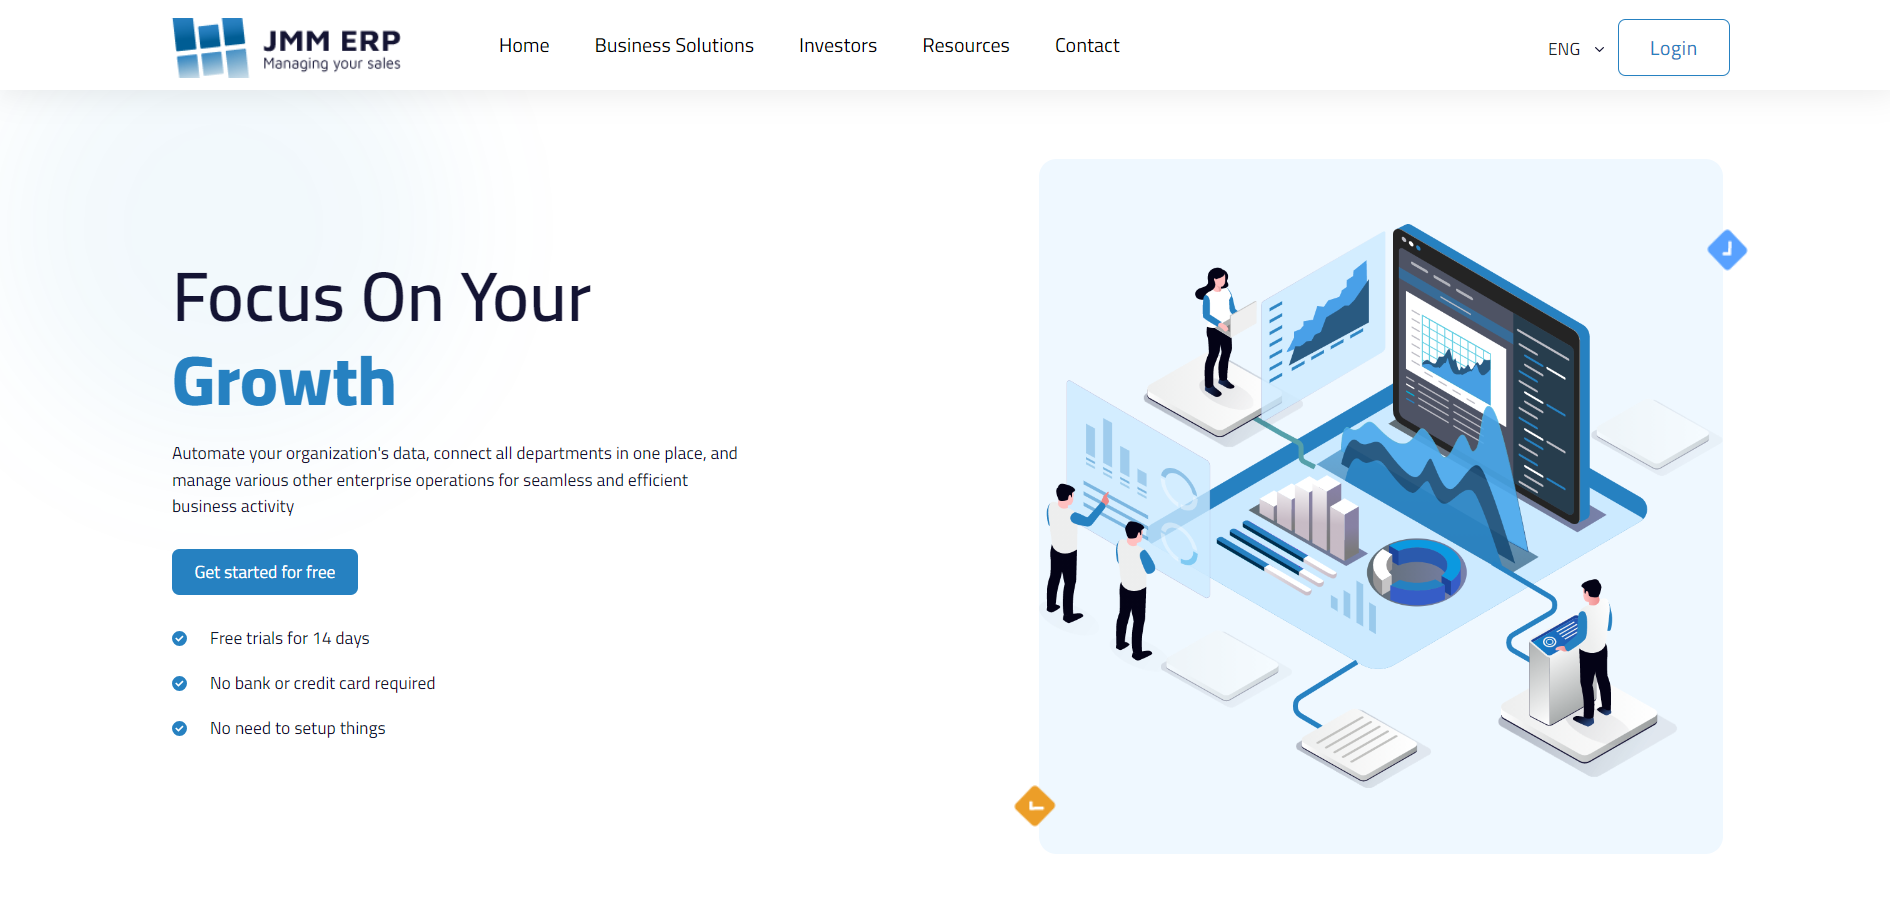 JMM ERP
Managing your sales
Home
Business Solutions
Investors
Resources
Contact
ENG
Login
Focus On Your
Growth
Automate your organization's data, connect all departments in one place, and
manage various other enterprise operations for seamless and efficient
business activity
Get started for free
Free trials for 14 days
No bank or credit card required
No need to setup things